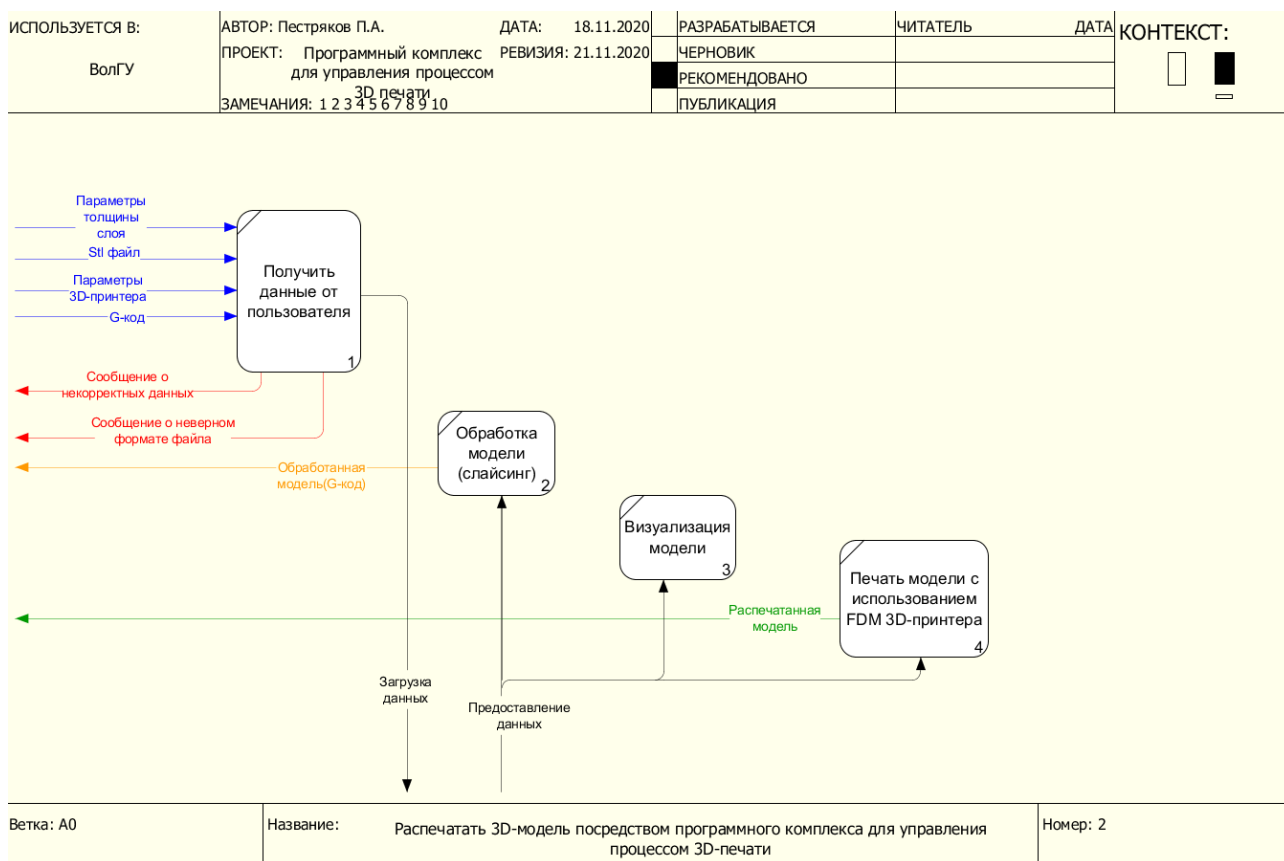 ИСПОЛЬЗУЕТСЯ В:
ВолГУ
АВТОР: Пестряков П.А.
ДАТА: 18.11.2020
ПРОЕКТ: Программный комплекс
для управления процессом
3D печати
РЕВИЗИЯ: 21.11.2020
ЗАМЕЧАНИЯ: 1 2 3 4 5 6 7 8 9 10
РАЗРАБАТЫВАЕТСЯ
ЧЕРНОВИК
РЕКОМЕНДОВАНО
ПУБЛИКАЦИЯ
ЧИТАТЕЛЬ
ДАТА
КОНТЕКСТ:
Параметры
толщины
слоя
Stl файл
Параметры
3D-принтера
G-код
Получить
данные от
пользователя
1
Сообщение о
некорректных данных
Сообщение о неверном
формате файла
Обработанная
модель(G-код)
Обработка
модели
(слайсинг)
2
Визуализация
модели
3
Печать модели с
использованием
FDM 3D-принтера
4
Распечатанная
модель
Загрузка
данных
Предоставление
данных
Ветка: A0
Название:
Распечатать 3D-модель посредством программного комплекса для управления
процессом 3D-печати
Номер: 2